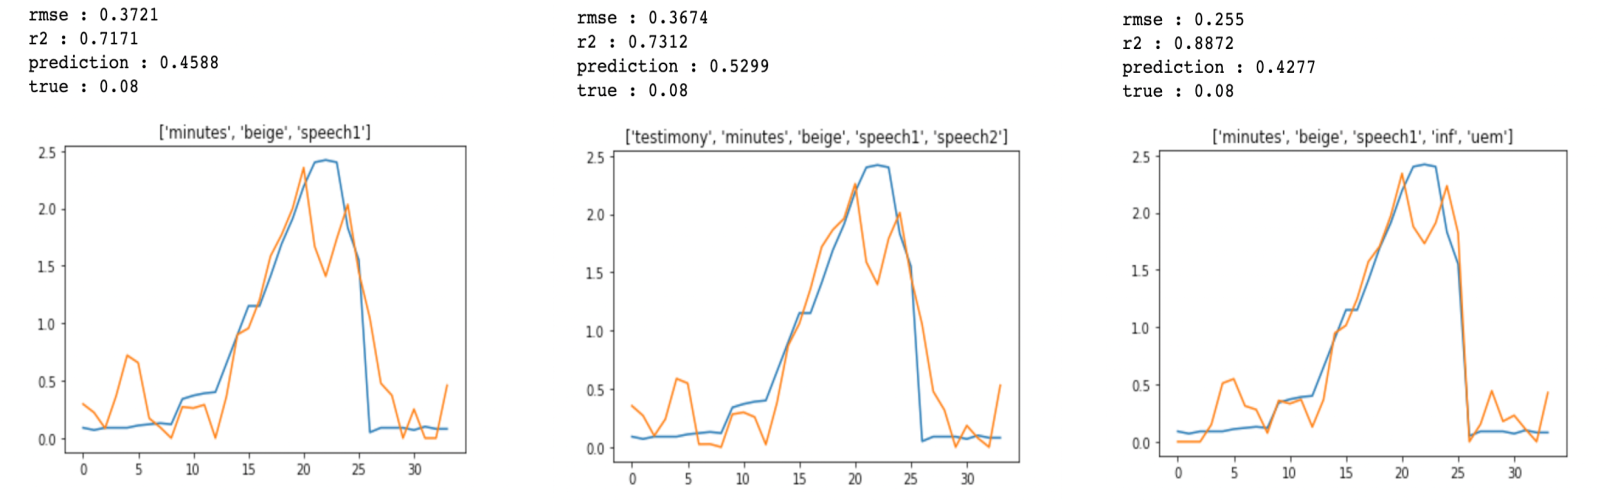 rmse : 0.3721
r2 : 0.7171
prediction : 0.4588
true : 0.08
['minutes', 'beige', 'speech1']
2.5
2.0
1.5
1.0
0.5
0.0
0 5 10 15 20 25 30
rmse : 0.3674
r2 : 0.7312
prediction : 0.5299
true : 0.08
['testimony', 'minutes', 'beige', 'speech1', 'speech2']
2.5
2.0
1.5
1.0
0.5
0.0
0 5 10 15 20 25 30
rmse : 0.255
r2 : 0.8872
prediction : 0.4277
true : 0.08
['minutes', 'beige', 'speech1', 'inf', 'uem']
2.5
2.0
1.5
1.0
0.5
0.0
0 5 10 15 20 25 30